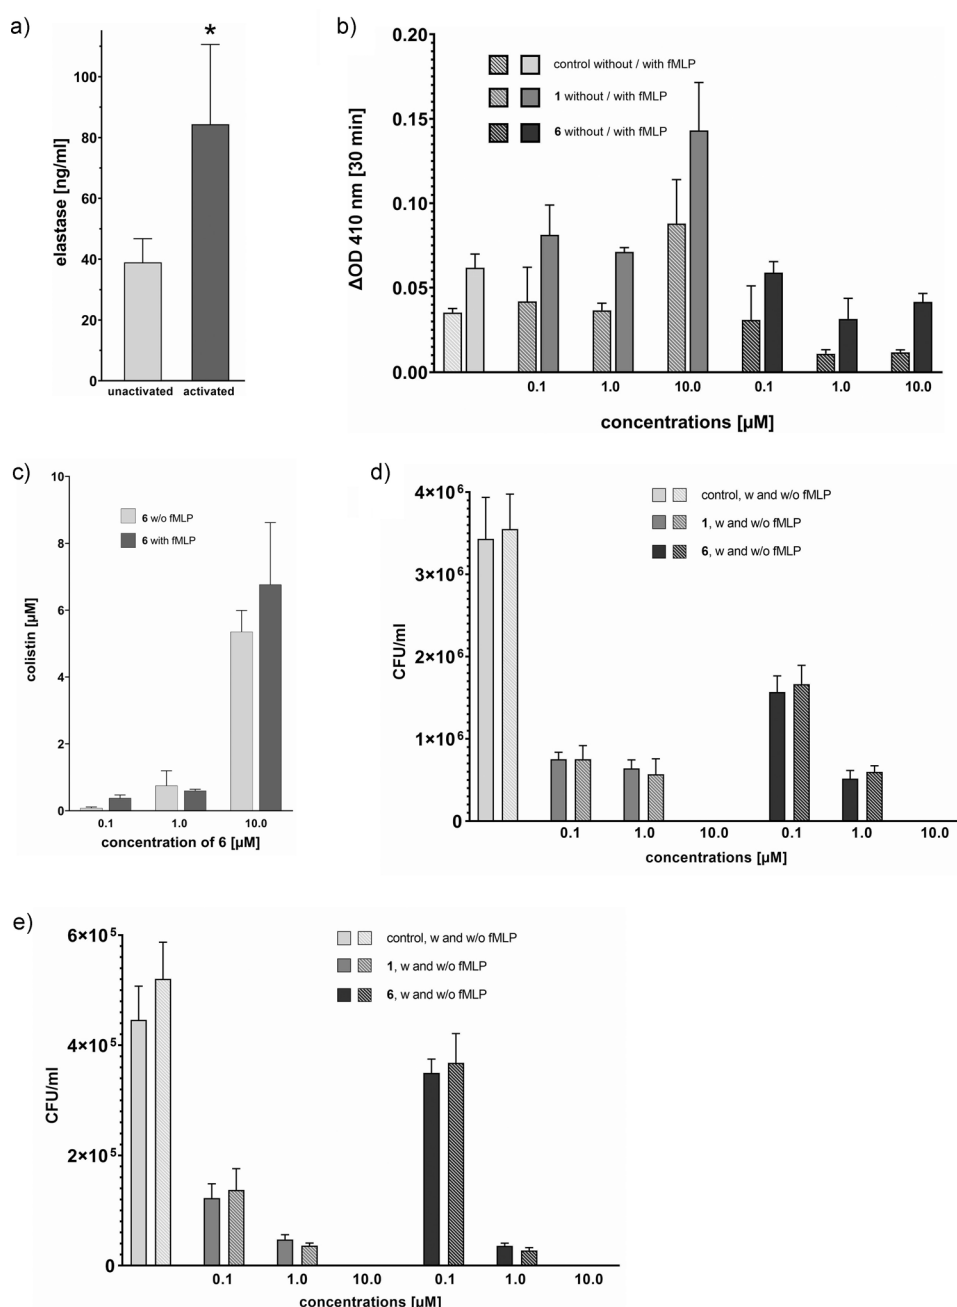 a)
*
elastase [ng/ml]
100
80
60
40
20
0
unactivated activated
b)
ΔOD 410 nm [30 min]
0.20
0.15
0.10
0.05
0.00
control without / with fMLP
1 without / with fMLP
6 without / with fMLP
0.1 1.0 10.0 0.1 1.0 10.0
concentrations [µM]
c)
colistin [µM]
10
8
6
4
2
0
6 w/o fMLP
6 with fMLP
0.1 1.0 10.0
concentration of 6 [µM]
d)
CFU/ml
4×10⁶
3×10⁶
2×10⁶
1×10⁶
0
control, w and w/o fMLP
1, w and w/o fMLP
6, w and w/o fMLP
0.1 1.0 10.0 0.1 1.0 10.0
concentrations [µM]
e)
CFU/ml
6×10⁵
4×10⁵
2×10⁵
0
control, w and w/o fMLP
1, w and w/o fMLP
6, w and w/o fMLP
0.1 1.0 10.0 0.1 1.0 10.0
concentrations [µM]